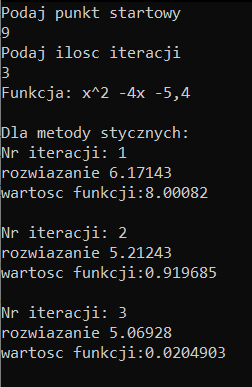 Podaj punkt startowy
9
Podaj ilosc iteracji
3
Funkcja: x^2 -4x -5,4
Dla metody stycznych:
Nr iteracji: 1
rozwiazanie 6.17143
wartosc funkcji:8.00082
Nr iteracji: 2
rozwiazanie 5.21243
wartosc funkcji:0.919685
Nr iteracji: 3
rozwiazanie 5.06928
wartosc funkcji:0.0204903